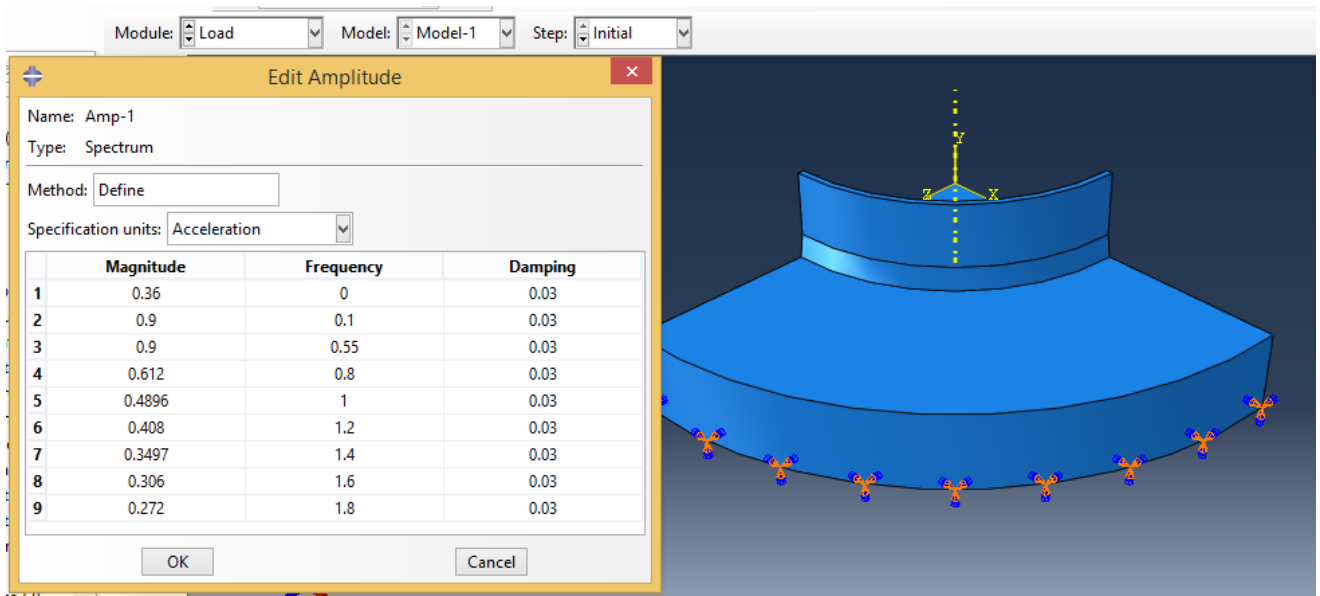 Module: Load Model: Model-1 Step: Initial
Edit Amplitude
Name: Amp-1
Type: Spectrum
Method: Define
Specification units: Acceleration
Magnitude Frequency Damping
1 0.36 0 0.03
2 0.9 0.1 0.03
3 0.9 0.55 0.03
4 0.612 0.8 0.03
5 0.4896 1 0.03
6 0.408 1.2 0.03
7 0.3497 1.4 0.03
8 0.306 1.6 0.03
9 0.272 1.8 0.03
OK Cancel
Y
Z X